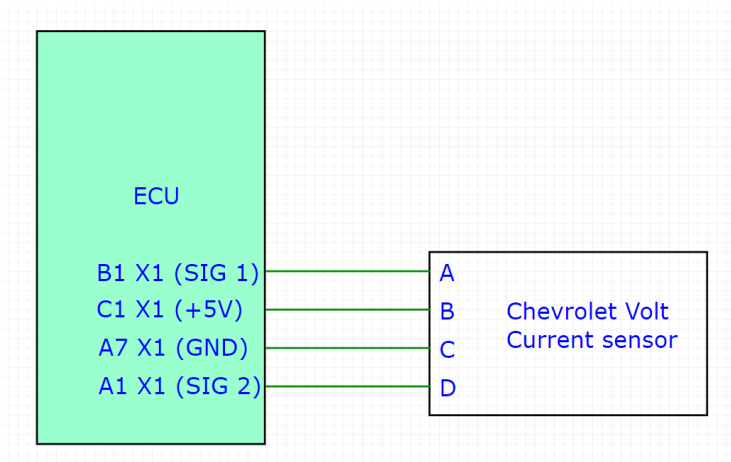 ECU
B1 X1 (SIG 1)
C1 X1 (+5V)
A7 X1 (GND)
A1 X1 (SIG 2)
A
B
C
D
Chevrolet Volt
Current sensor